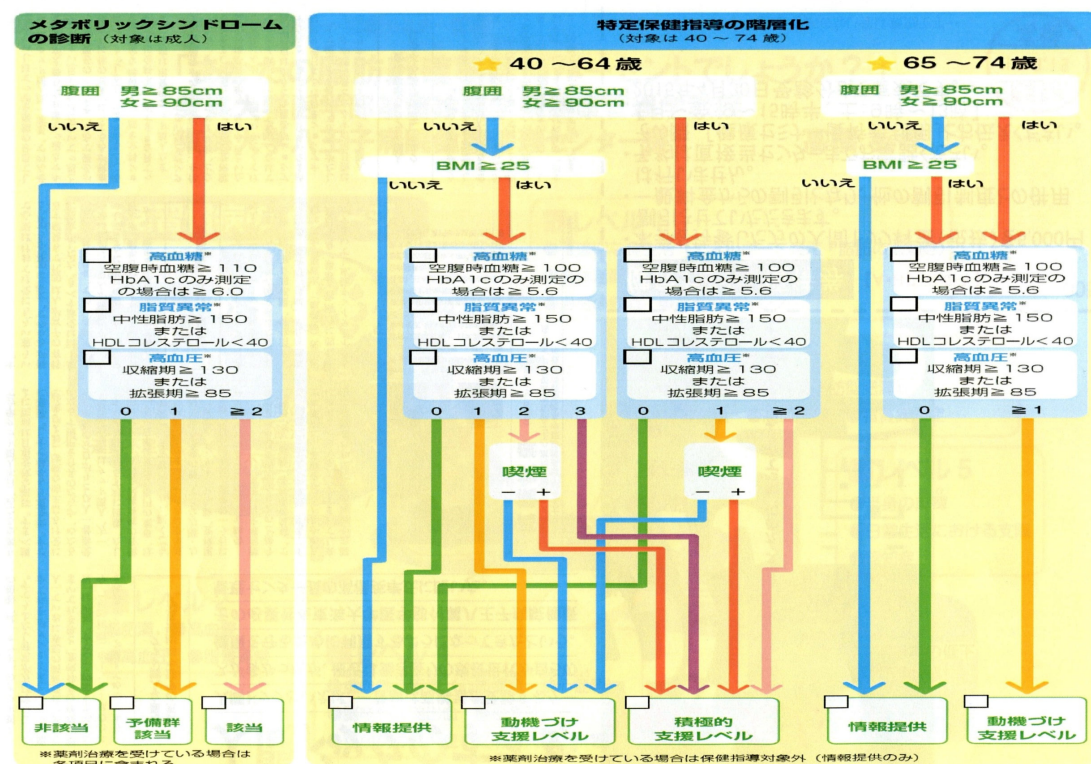 メタボリックシンドローム
の診断（対象は成人）
腹囲　男≧85cm
女≧90cm
いいえ
はい
高血糖※
空腹時血糖≧110
HbA1cのみ測定
の場合は≧6.0
脂質異常※
中性脂肪≧150
または
HDLコレステロール<40
高血圧※
収縮期≧130
または
拡張期≧85
0　1　≧2
非該当
予備群
該当
該当
※薬剤治療を受けている場合は
各項目に含まれる
特定保健指導の階層化
（対象は40～74歳）
40～64歳
腹囲　男≧85cm
女≧90cm
いいえ
はい
BMI≧25
いいえ
はい
高血糖※
空腹時血糖≧100
HbA1cのみ測定の
場合は≧5.6
脂質異常※
中性脂肪≧150
または
HDLコレステロール<40
高血圧※
収縮期≧130
または
拡張期≧85
0　1　2　3
喫煙
－　＋
高血糖※
空腹時血糖≧100
HbA1cのみ測定の
場合は≧5.6
脂質異常※
中性脂肪≧150
または
HDLコレステロール<40
高血圧※
収縮期≧130
または
拡張期≧85
0　1　≧2
喫煙
－　＋
情報提供
動機づけ
支援レベル
積極的
支援レベル
65～74歳
腹囲　男≧85cm
女≧90cm
いいえ
はい
BMI≧25
いいえ
はい
高血糖※
空腹時血糖≧100
HbA1cのみ測定の
場合は≧5.6
脂質異常※
中性脂肪≧150
または
HDLコレステロール<40
高血圧※
収縮期≧130
または
拡張期≧85
0　≧1
情報提供
動機づけ
支援レベル
※薬剤治療を受けている場合は保健指導対象外（情報提供のみ）